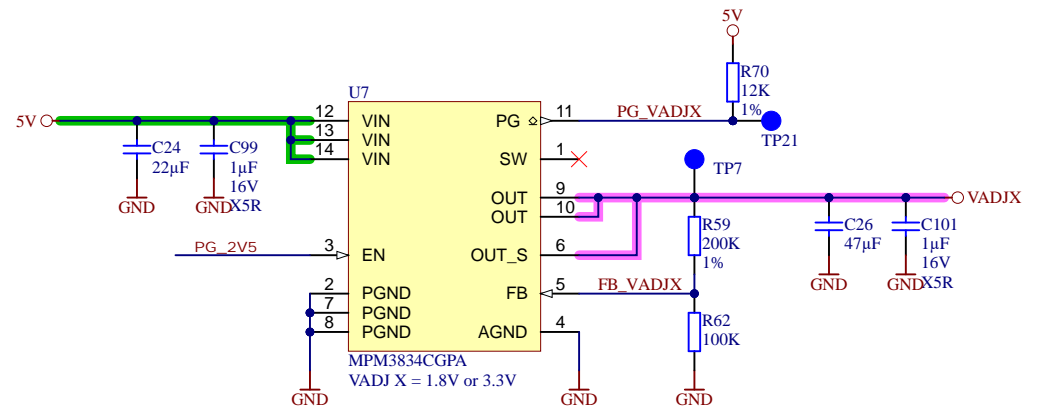 5V
R70
12K
1%
U7
5V
12
VIN
PG
11
PG_VADJX
TP21
13
VIN
14
VIN
SW
1
TP7
C24
22µF
C99
1µF
16V
X5R
GND
GND
OUT
9
VADJX
OUT
10
R59
200K
1%
C26
47µF
C101
1µF
16V
X5R
PG_2V5
3
EN
OUT_S
6
GND
GND
2
PGND
FB
5
FB_VADJX
7
PGND
8
PGND
AGND
4
R62
100K
MPM3834CGPA
VADJ X = 1.8V or 3.3V
GND
GND
GND